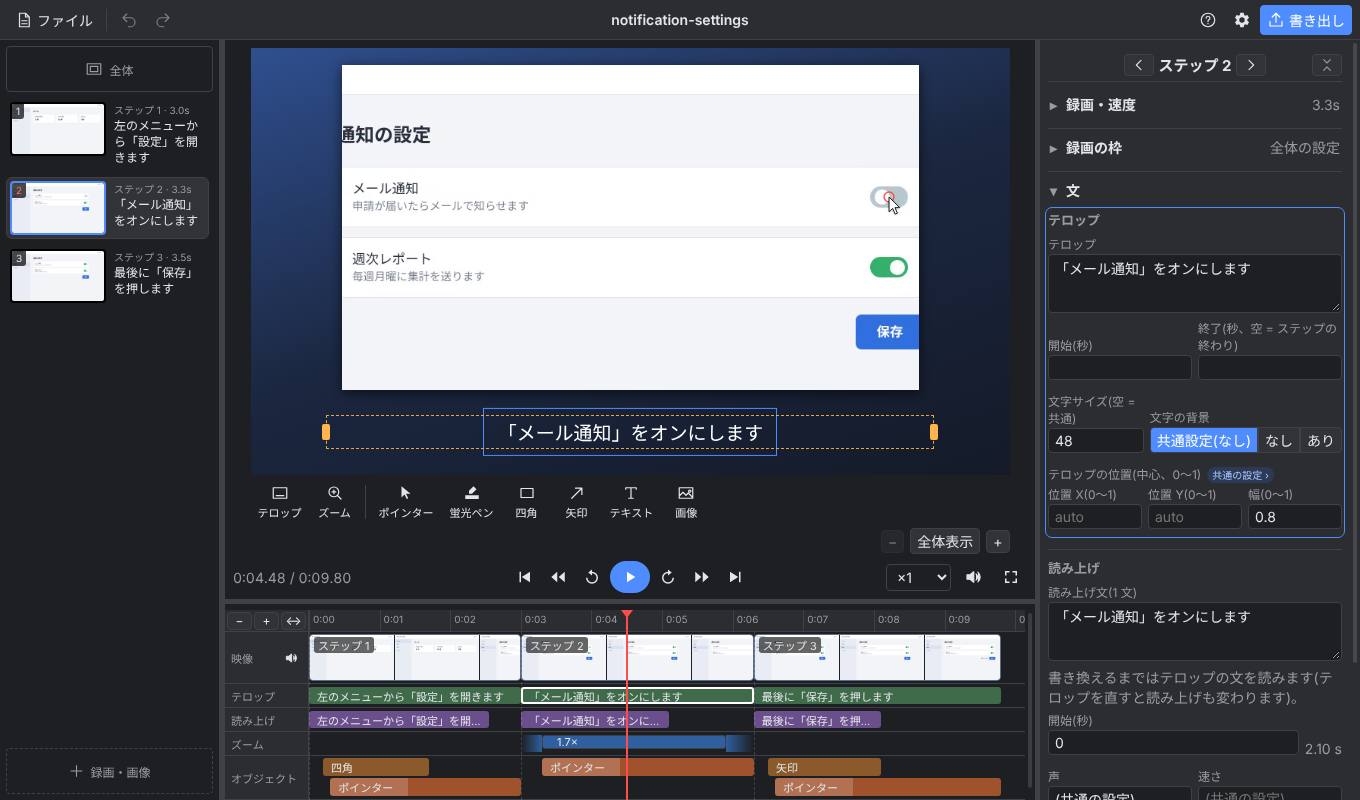 ファイル
notification-settings
書き出し
全体
1
ステップ 1 · 3.0s
左のメニューか
ら「設定」を開
きます
2
ステップ 2 · 3.3s
「メール通知」
をオンにします
3
ステップ 3 · 3.5s
最後に「保存」
を押します
録画・画像
通知の設定
メール通知
申請が届いたらメールで知らせます
週次レポート
毎週月曜に集計を送ります
保存
「メール通知」をオンにします
テロップ
ズーム
ポインター
蛍光ペン
四角
矢印
テキスト
画像
− 全体表示 +
0:04.48 / 0:09.80
×1
− +
0:00 0:01 0:02 0:03 0:04 0:05 0:06 0:07 0:08 0:09
映像
ステップ 1
ステップ 2
ステップ 3
テロップ
左のメニューから「設定」を開きます
「メール通知」をオンにします
最後に「保存」を押します
読み上げ
左のメニューから「設定」を開...
「メール通知」をオンに...
最後に「保存」を押...
ズーム
1.7×
オブジェクト
四角
ポインター
矢印
ポインター
ポインター
ステップ 2
録画・速度
3.3s
録画の枠
全体の設定
文
テロップ
テロップ
「メール通知」をオンにします
開始(秒)
終了(秒、空 = ステップの
終わり)
文字サイズ(空 =
共通)
48
文字の背景
共通設定(なし) なし あり
テロップの位置(中心、0〜1) 共通の設定 ›
位置 X(0〜1) 位置 Y(0〜1) 幅(0〜1)
auto auto 0.8
読み上げ
読み上げ文(1 文)
「メール通知」をオンにします
書き換えるまではテロップの文を読みます(テ
ロップを直すと読み上げも変わります)。
開始(秒)
0
2.10 s
声 速さ
(共通の設定) (共通の設定)